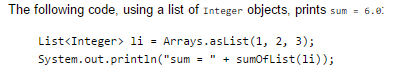 The following code, using a list of Integer objects, prints sum = 6.0:
List<Integer> li = Arrays.asList(1, 2, 3);
System.out.println("sum = " + sumOfList(li));